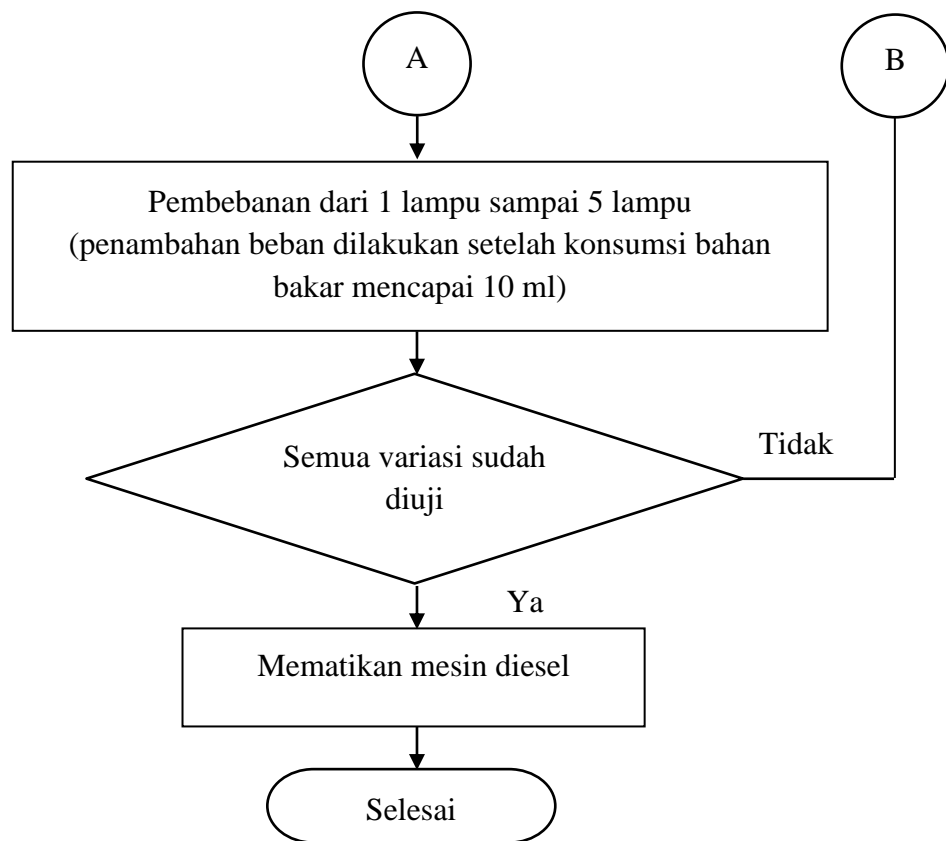 A
B
Pembebanan dari 1 lampu sampai 5 lampu
(penambahan beban dilakukan setelah konsumsi bahan
bakar mencapai 10 ml)
Semua variasi sudah
diuji
Tidak
Ya
Mematikan mesin diesel
Selesai